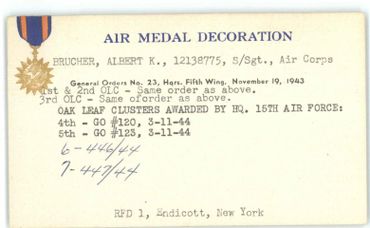 AIR MEDAL DECORATION
BRUCHER, ALBERT K., 12138775, S/Sgt., Air Corps
General Orders No. 23, Hqrs. Fifth Wing, November 19, 1943
1st & 2nd OLC - Same order as above.
3rd OLC - Same of order as above.
OAK LEAF CLUSTERS AWARDED BY HQ. 15TH AIR FORCE:
4th - GO #120, 3-11-44
5th - GO #123, 3-11-44
6 - 446/44
7 - 447/44
RFD 1, Endicott, New York